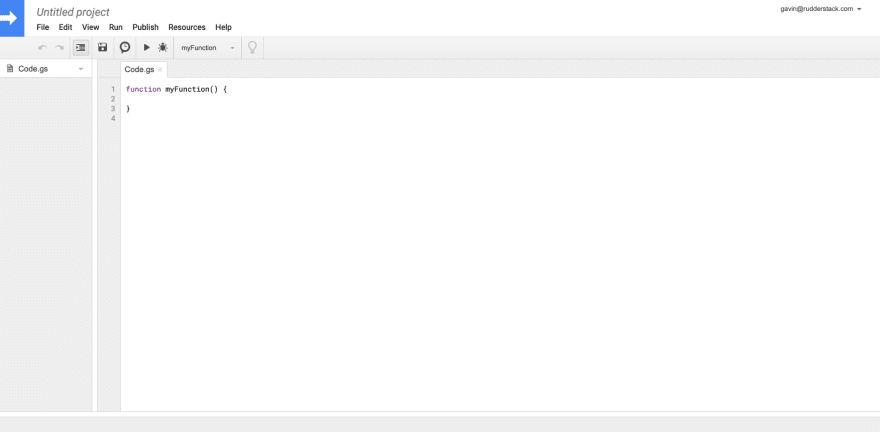 Untitled project
gavin@rudderstack.com
File Edit View Run Publish Resources Help
myFunction
Code.gs
Code.gs ×
1 function myFunction() {
2
3 }
4